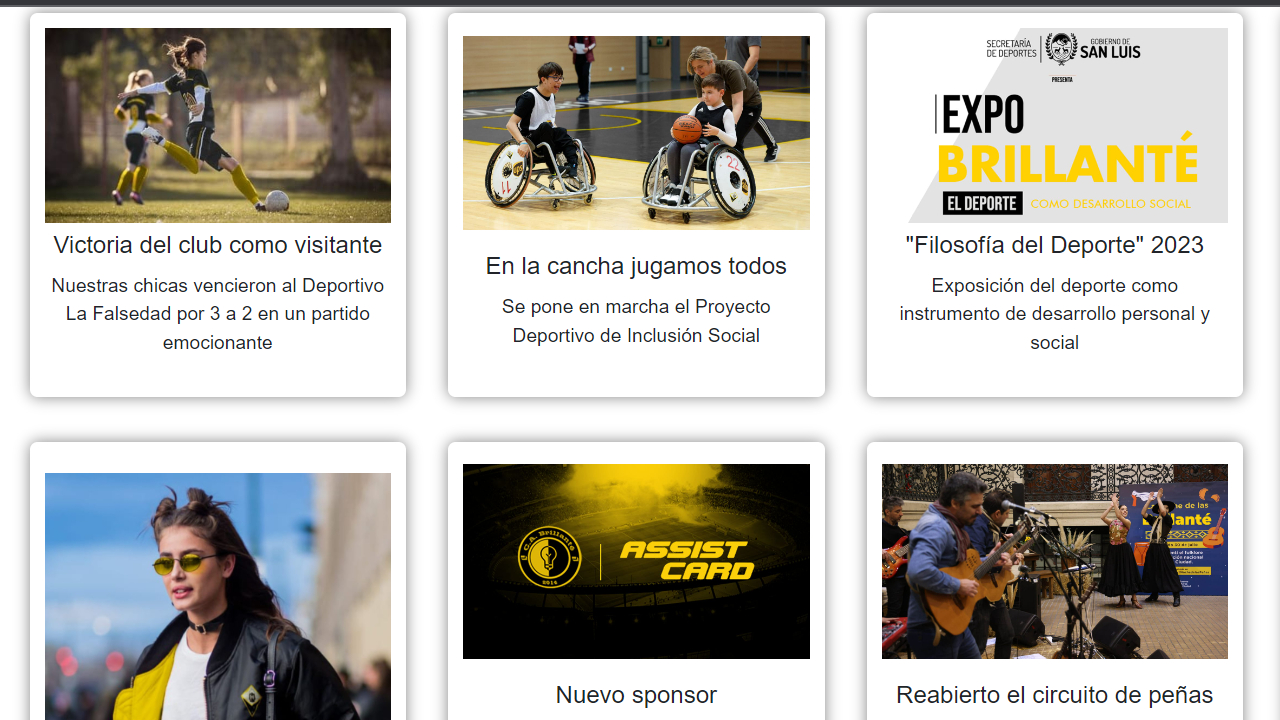 SECRETARÍA
DE DEPORTES
GOBIERNO DE
SAN LUIS
PRESENTA
EXPO
BRILLANTÉ
EL DEPORTE
COMO DESARROLLO SOCIAL
11
22
Victoria del club como visitante
Nuestras chicas vencieron al Deportivo
La Falsedad por 3 a 2 en un partido
emocionante
En la cancha jugamos todos
Se pone en marcha el Proyecto
Deportivo de Inclusión Social
"Filosofía del Deporte" 2023
Exposición del deporte como
instrumento de desarrollo personal y
social
C.A. Brillanté
2014
ASSIST
CARD
Nuevo sponsor
Reabierto el circuito de peñas